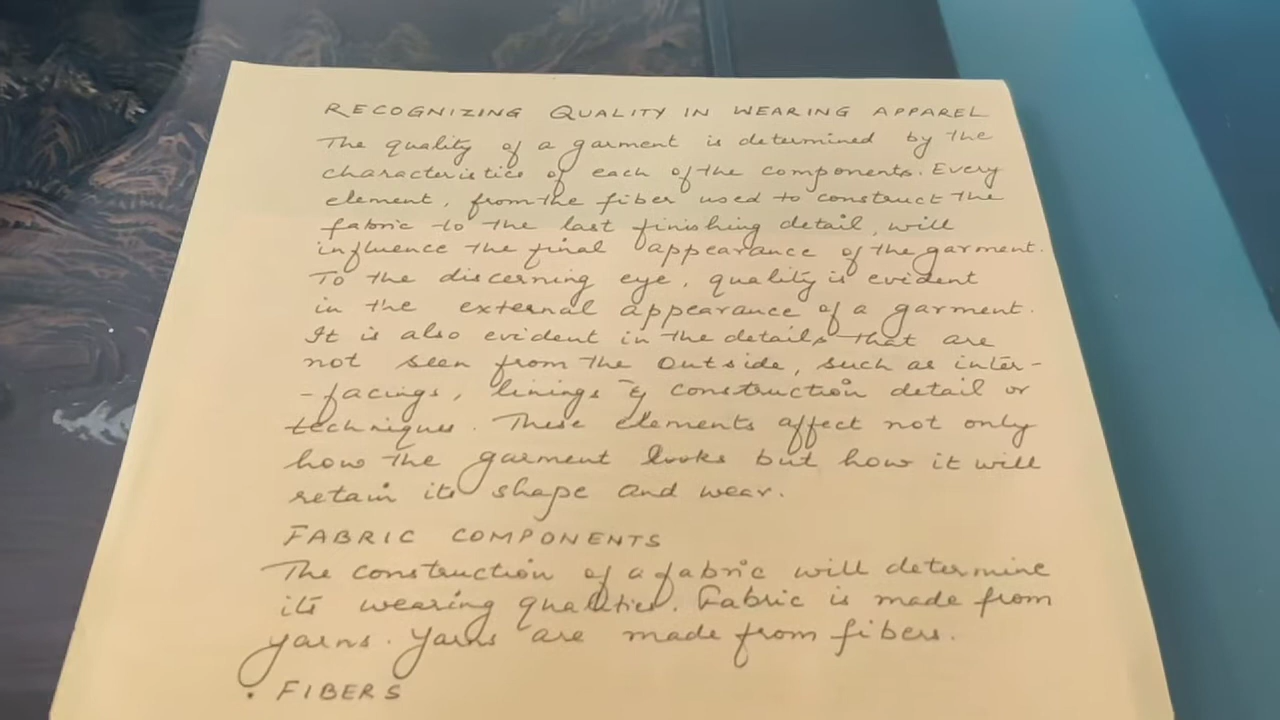 RECOGNIZING QUALITY IN WEARING APPAREL
The quality of a garment is determined by the
characteristics of each of the components. Every
element, from the fiber used to construct the
fabric to the last finishing detail, will
influence the final appearance of the garment.
To the discerning eye, quality is evident
in the external appearance of a garment.
It is also evident in the details that are
not seen from the outside, such as inter-
-facings, linings & construction detail or
techniques. These elements affect not only
how the garment looks but how it will
retain its shape and wear.
FABRIC COMPONENTS
The construction of a fabric will determine
its wearing qualities. Fabric is made from
yarns. Yarns are made from fibers.
• FIBERS